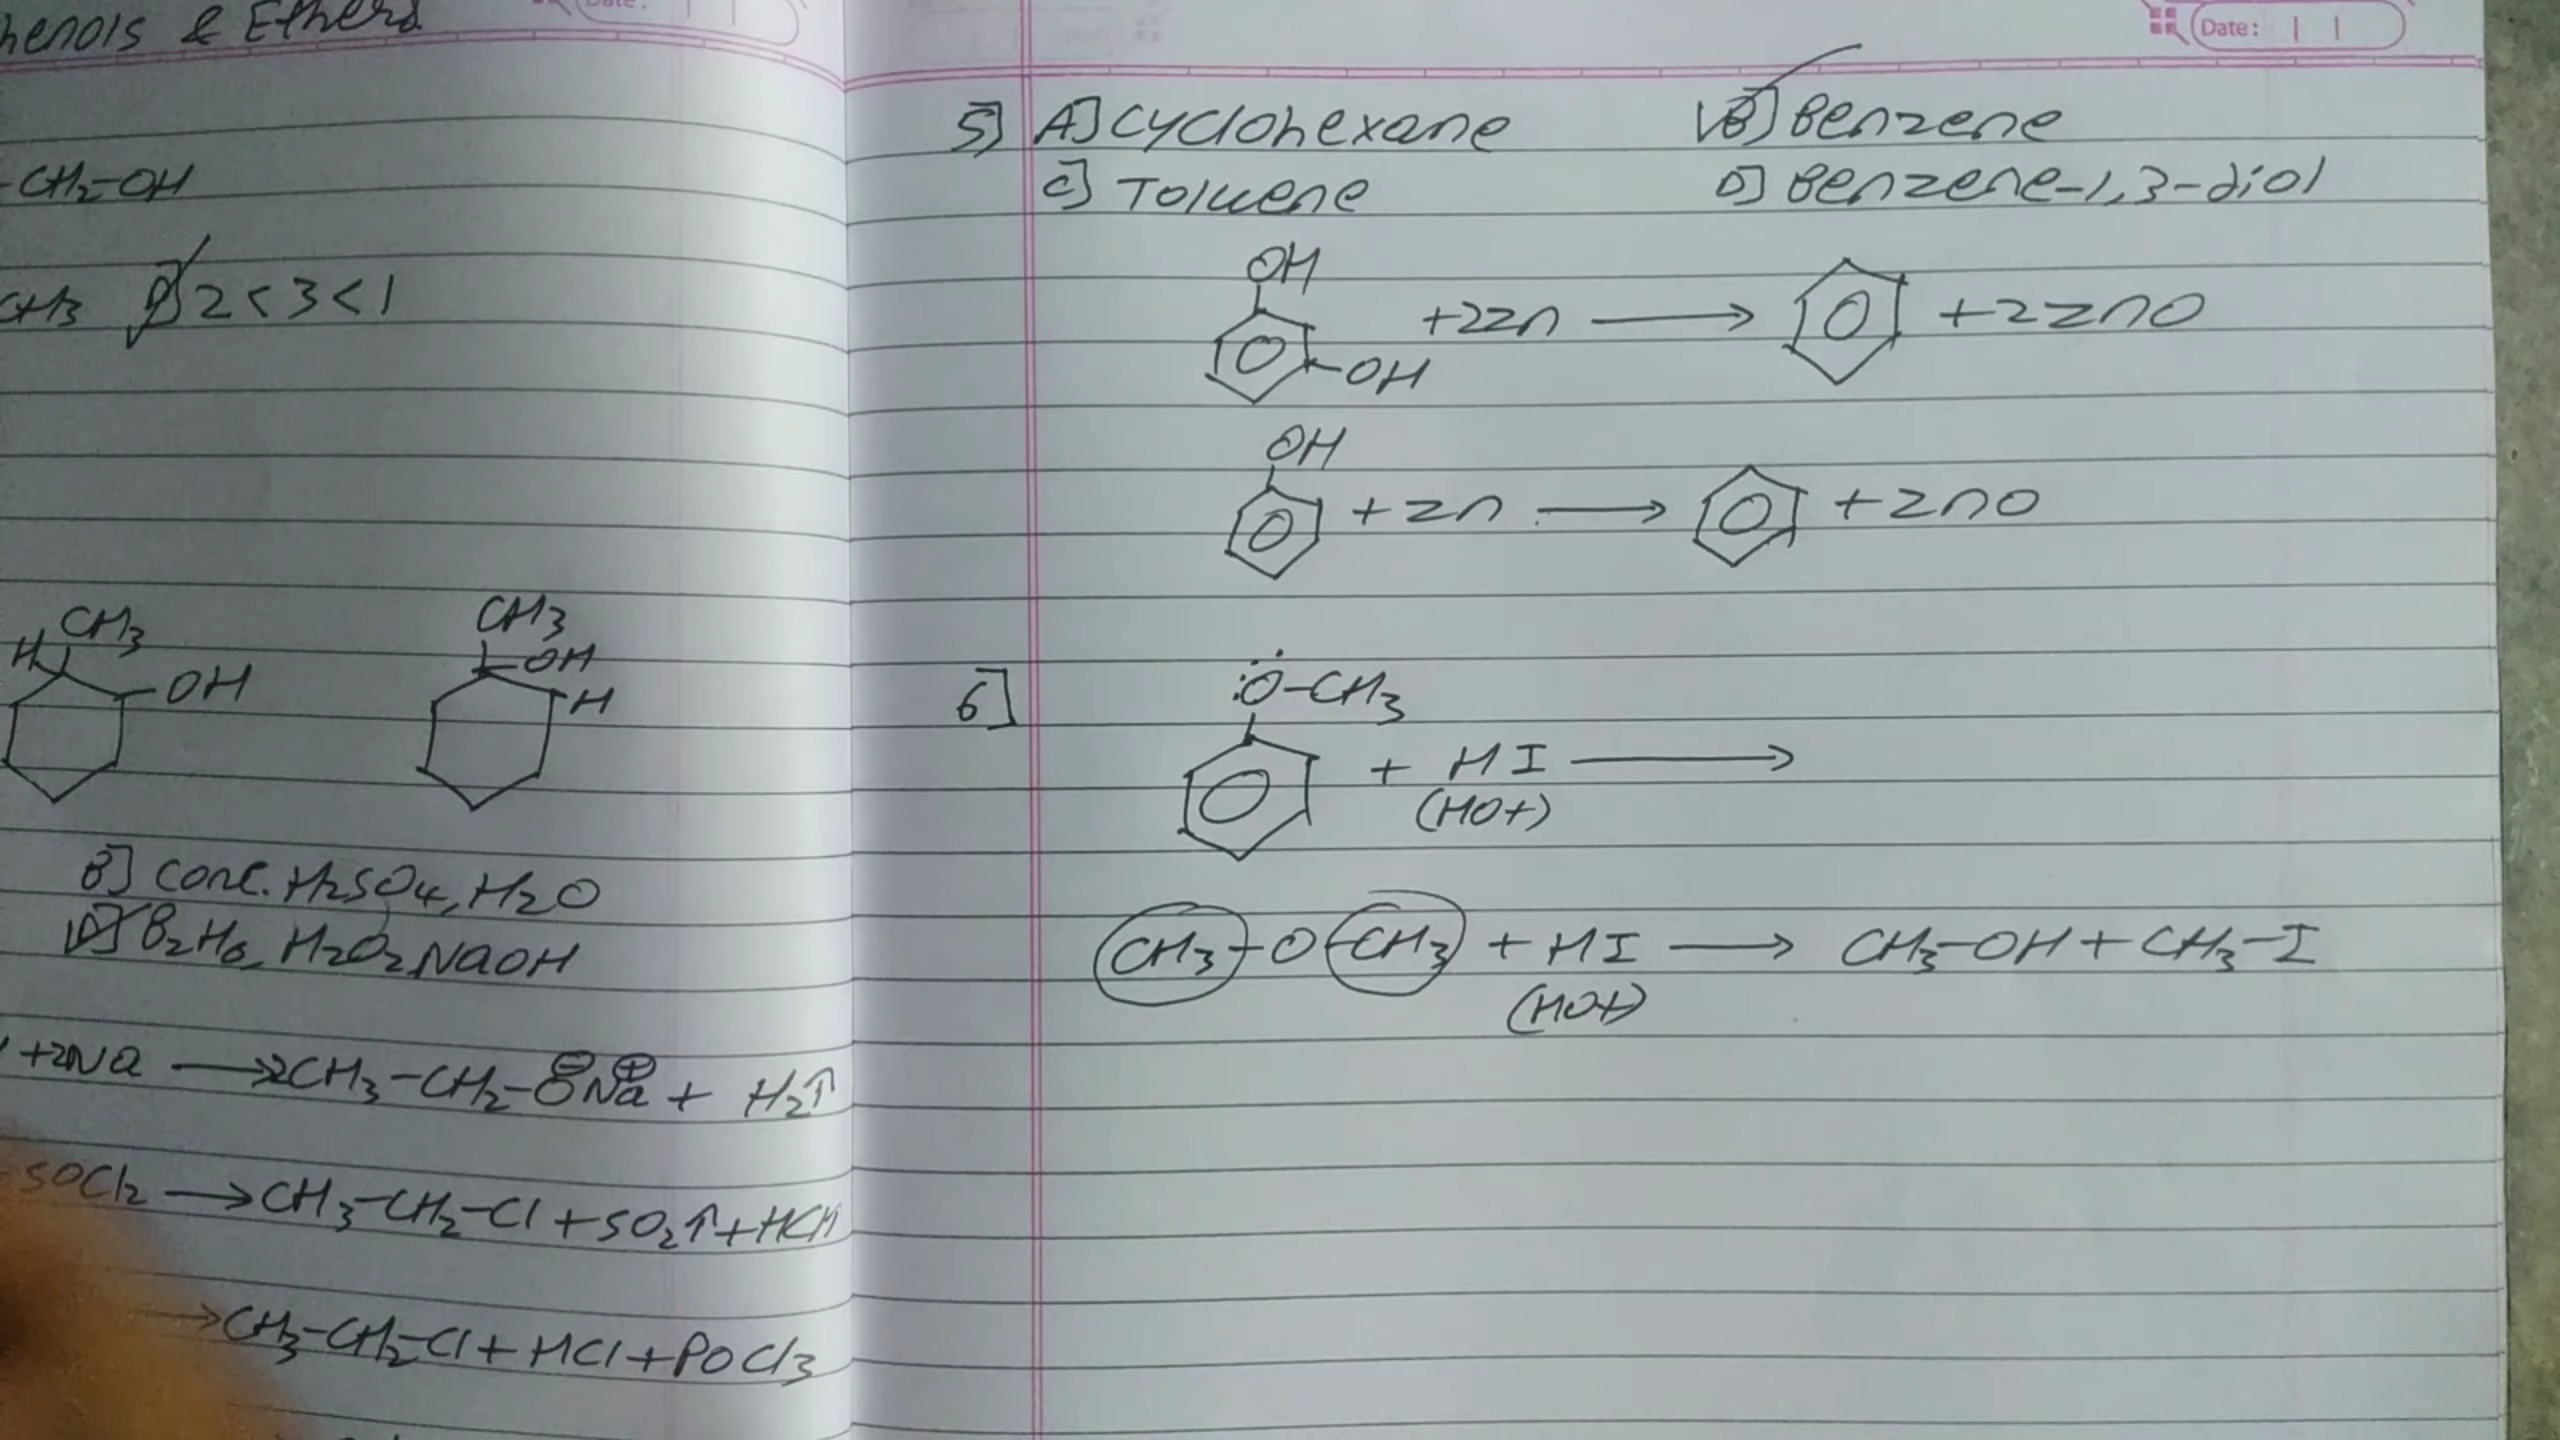 & Ethers
-CH2-OH
CH3 D] 2<3<1
CH3
H
OH
CH3
OH
H
B] conc. H2SO4, H2O
D] B2H6, H2O2 NaOH
+2Na → 2CH3-CH2-O⊖Na⊕ + H2↑
SOCl2 → CH3-CH2-Cl + SO2↑ + HCl
→ CH3-CH2-Cl + HCl + POCl3
Date:
5] A] Cyclohexane B] Benzene
C] Toluene D] Benzene-1,3-diol
OH
+2Zn → +2ZnO
OH
OH
+Zn → +ZnO
6] :Ö-CH3
+ HI →
(Hot)
CH3-O-CH3 + HI → CH3-OH + CH3-I
(Hot)